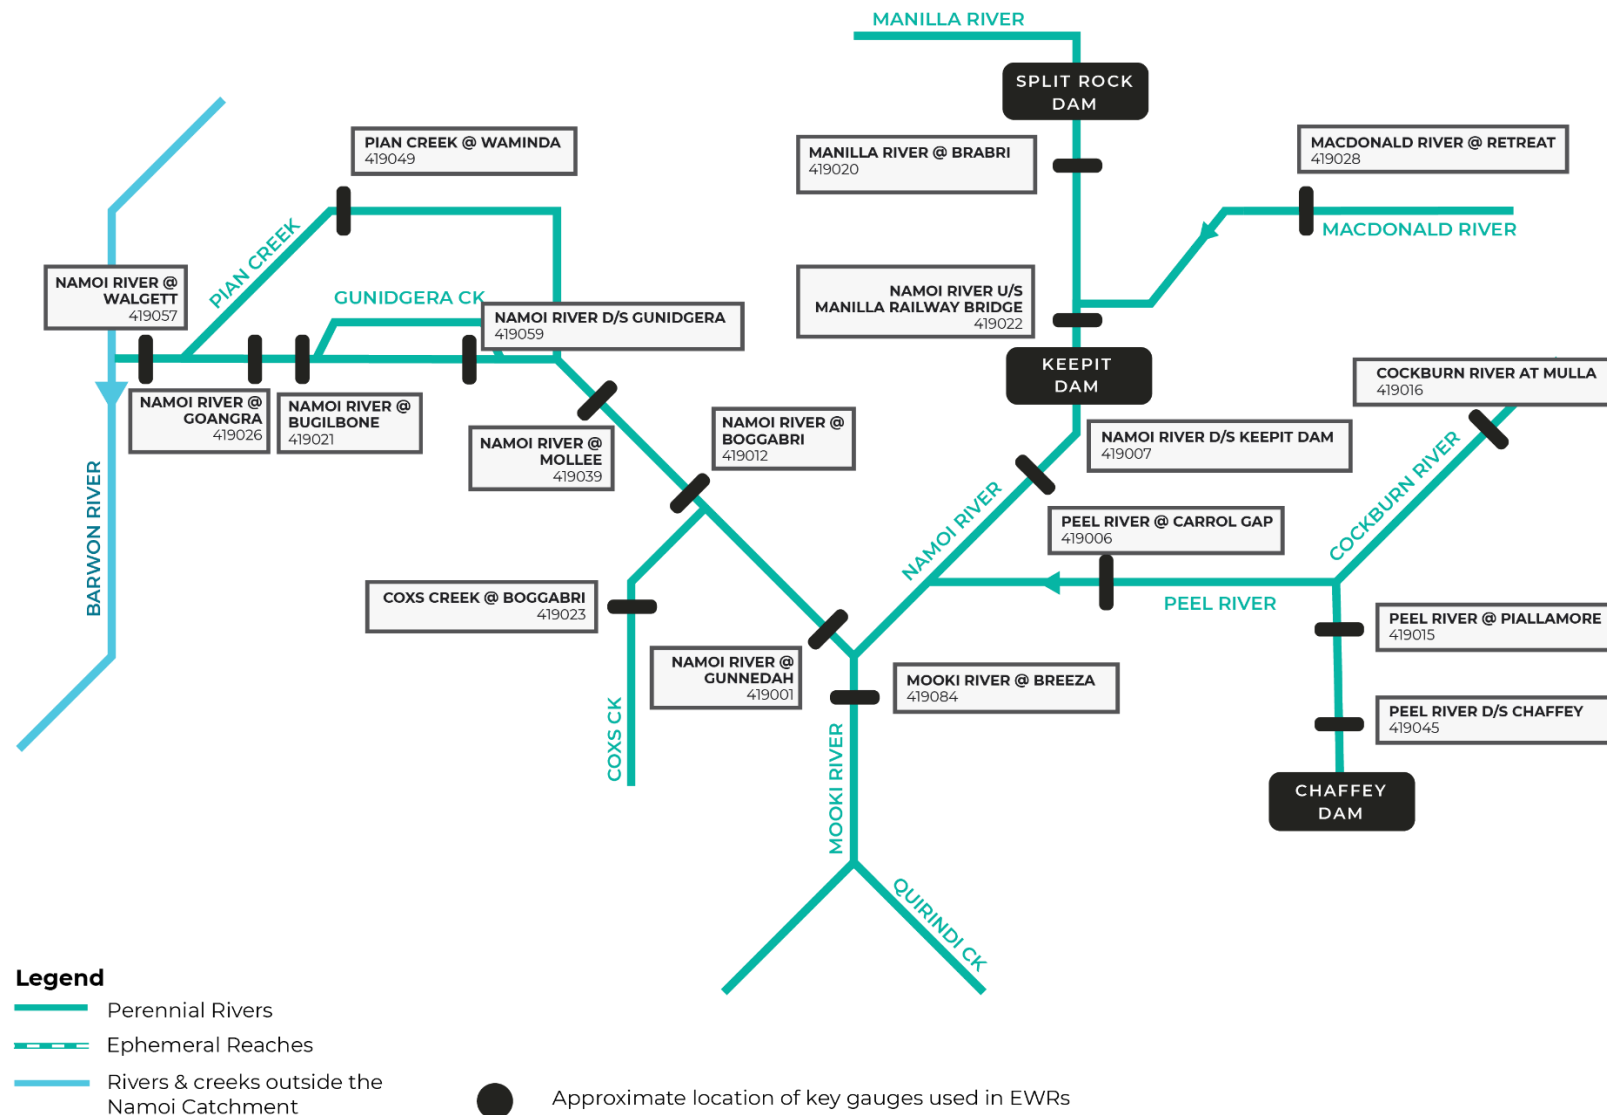 MANILLA RIVER
SPLIT ROCK
DAM
PIAN CREEK @ WAMINDA
419049
MANILLA RIVER @ BRABRI
419020
MACDONALD RIVER @ RETREAT
419028
MACDONALD RIVER
PIAN CREEK
NAMOI RIVER @
WALGETT
419057
GUNIDGERA CK
NAMOI RIVER D/S GUNIDGERA
419059
NAMOI RIVER U/S
MANILLA RAILWAY BRIDGE
419022
KEEPIT
DAM
COCKBURN RIVER AT MULLA
419016
NAMOI RIVER @
GOANGRA
419026
NAMOI RIVER @
BUGILBONE
419021
NAMOI RIVER @
MOLLEE
419039
NAMOI RIVER @
BOGGABRI
419012
NAMOI RIVER D/S KEEPIT DAM
419007
COCKBURN RIVER
BARWON RIVER
NAMOI RIVER
PEEL RIVER @ CARROL GAP
419006
PEEL RIVER
COXS CREEK @ BOGGABRI
419023
PEEL RIVER @ PIALLAMORE
419015
NAMOI RIVER @
GUNNEDAH
419001
MOOKI RIVER @ BREEZA
419084
PEEL RIVER D/S CHAFFEY
419045
COXS CK
MOOKI RIVER
CHAFFEY
DAM
QUIRINDI CK
Legend
Perennial Rivers
Ephemeral Reaches
Rivers & creeks outside the
Namoi Catchment
Approximate location of key gauges used in EWRs